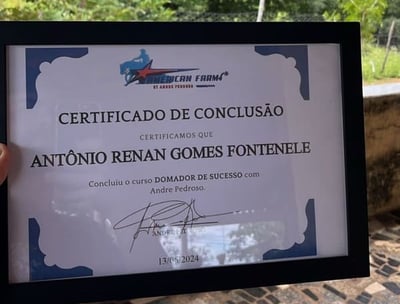 AMERICAN FARM
CERTIFICADO DE CONCLUSÃO
CERTIFICAMOS QUE
ANTÔNIO RENAN GOMES FONTENELE
Concluiu o curso DOMADOR DE SUCESSO com
Andre Pedroso.
13/05/2024